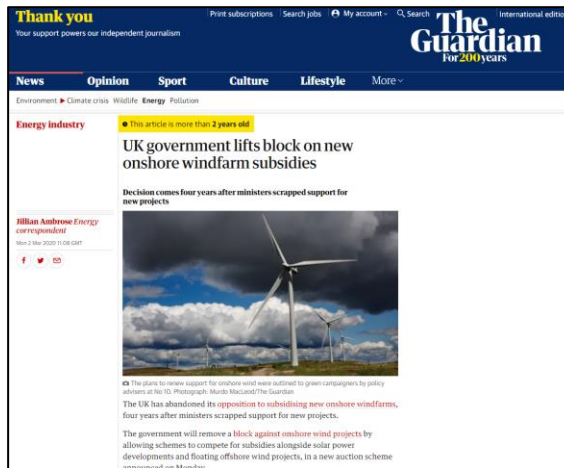 Thank you
Your support powers our independent journalism
Print subscriptions
Search jobs
My account
Search
International editio
The
Guardian
For 200 years
News
Opinion
Sport
Culture
Lifestyle
More
Environment
Climate crisis
Wildlife
Energy
Pollution
Energy industry
This article is more than 2 years old
UK government lifts block on new
onshore windfarm subsidies
Decision comes four years after ministers scrapped support for
new projects
Jillian Ambrose Energy
correspondent
Mon 2 Mar 2020 11.08 GMT
The plans to renew support for onshore wind were outlined to green campaigners by policy
advisers at No 10. Photograph: Murdo MacLeod/The Guardian
The UK has abandoned its opposition to subsidising new onshore windfarms,
four years after ministers scrapped support for new projects.
The government will remove a block against onshore wind projects by
allowing schemes to compete for subsidies alongside solar power
developments and floating offshore wind projects, in a new auction scheme
announced on Monday.